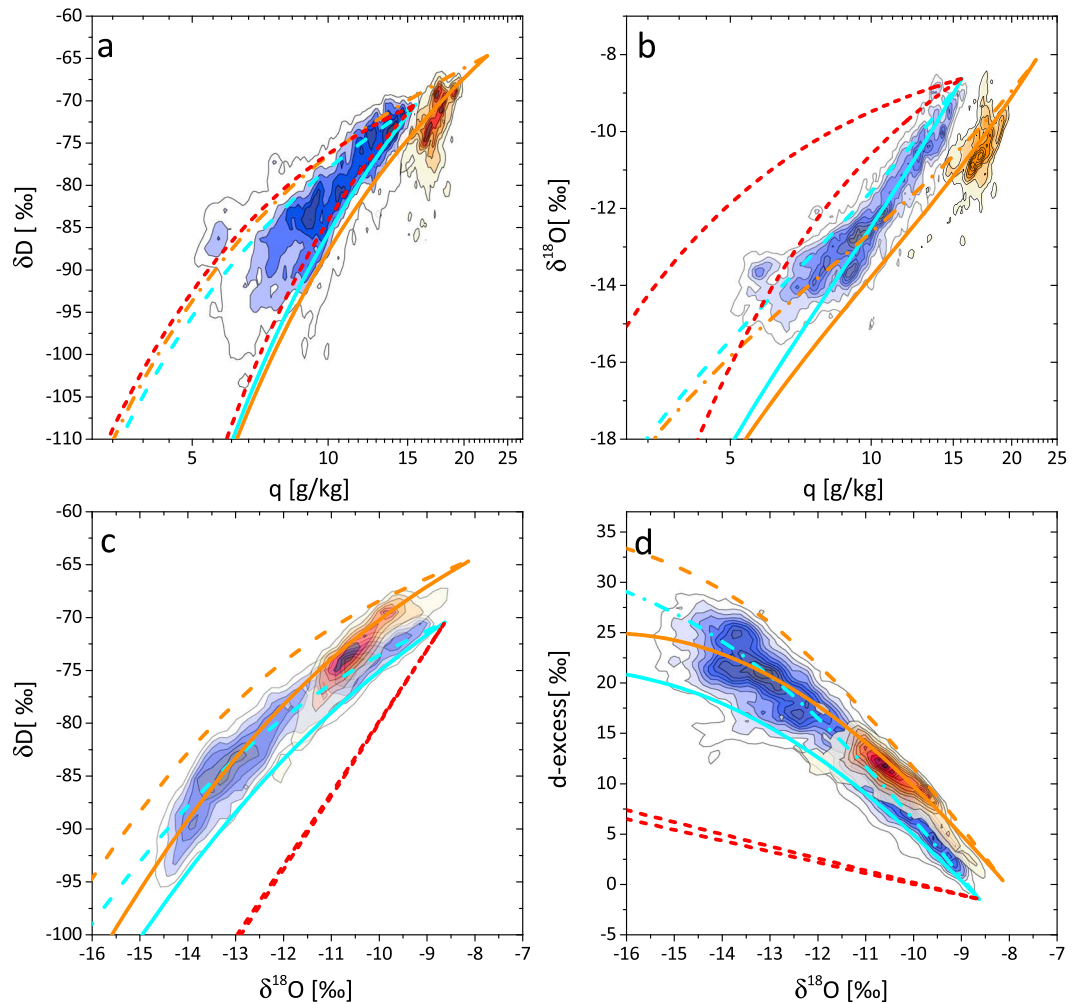 a
-60
-65
-70
-75
-80
-85
-90
-95
-100
-105
-110
δD [ ‰]
5 10 15 20 25
q [g/kg]
b
-8
-10
-12
-14
-16
-18
δ¹⁸O[ ‰]
5 10 15 20 25
q [g/kg]
c
-60
-65
-70
-75
-80
-85
-90
-95
-100
δD[ ‰]
-16 -15 -14 -13 -12 -11 -10 -9 -8 -7
δ¹⁸O [‰]
d
35
30
25
20
15
10
5
0
-5
d-excess[ ‰]
-16 -15 -14 -13 -12 -11 -10 -9 -8 -7
δ¹⁸O [‰]